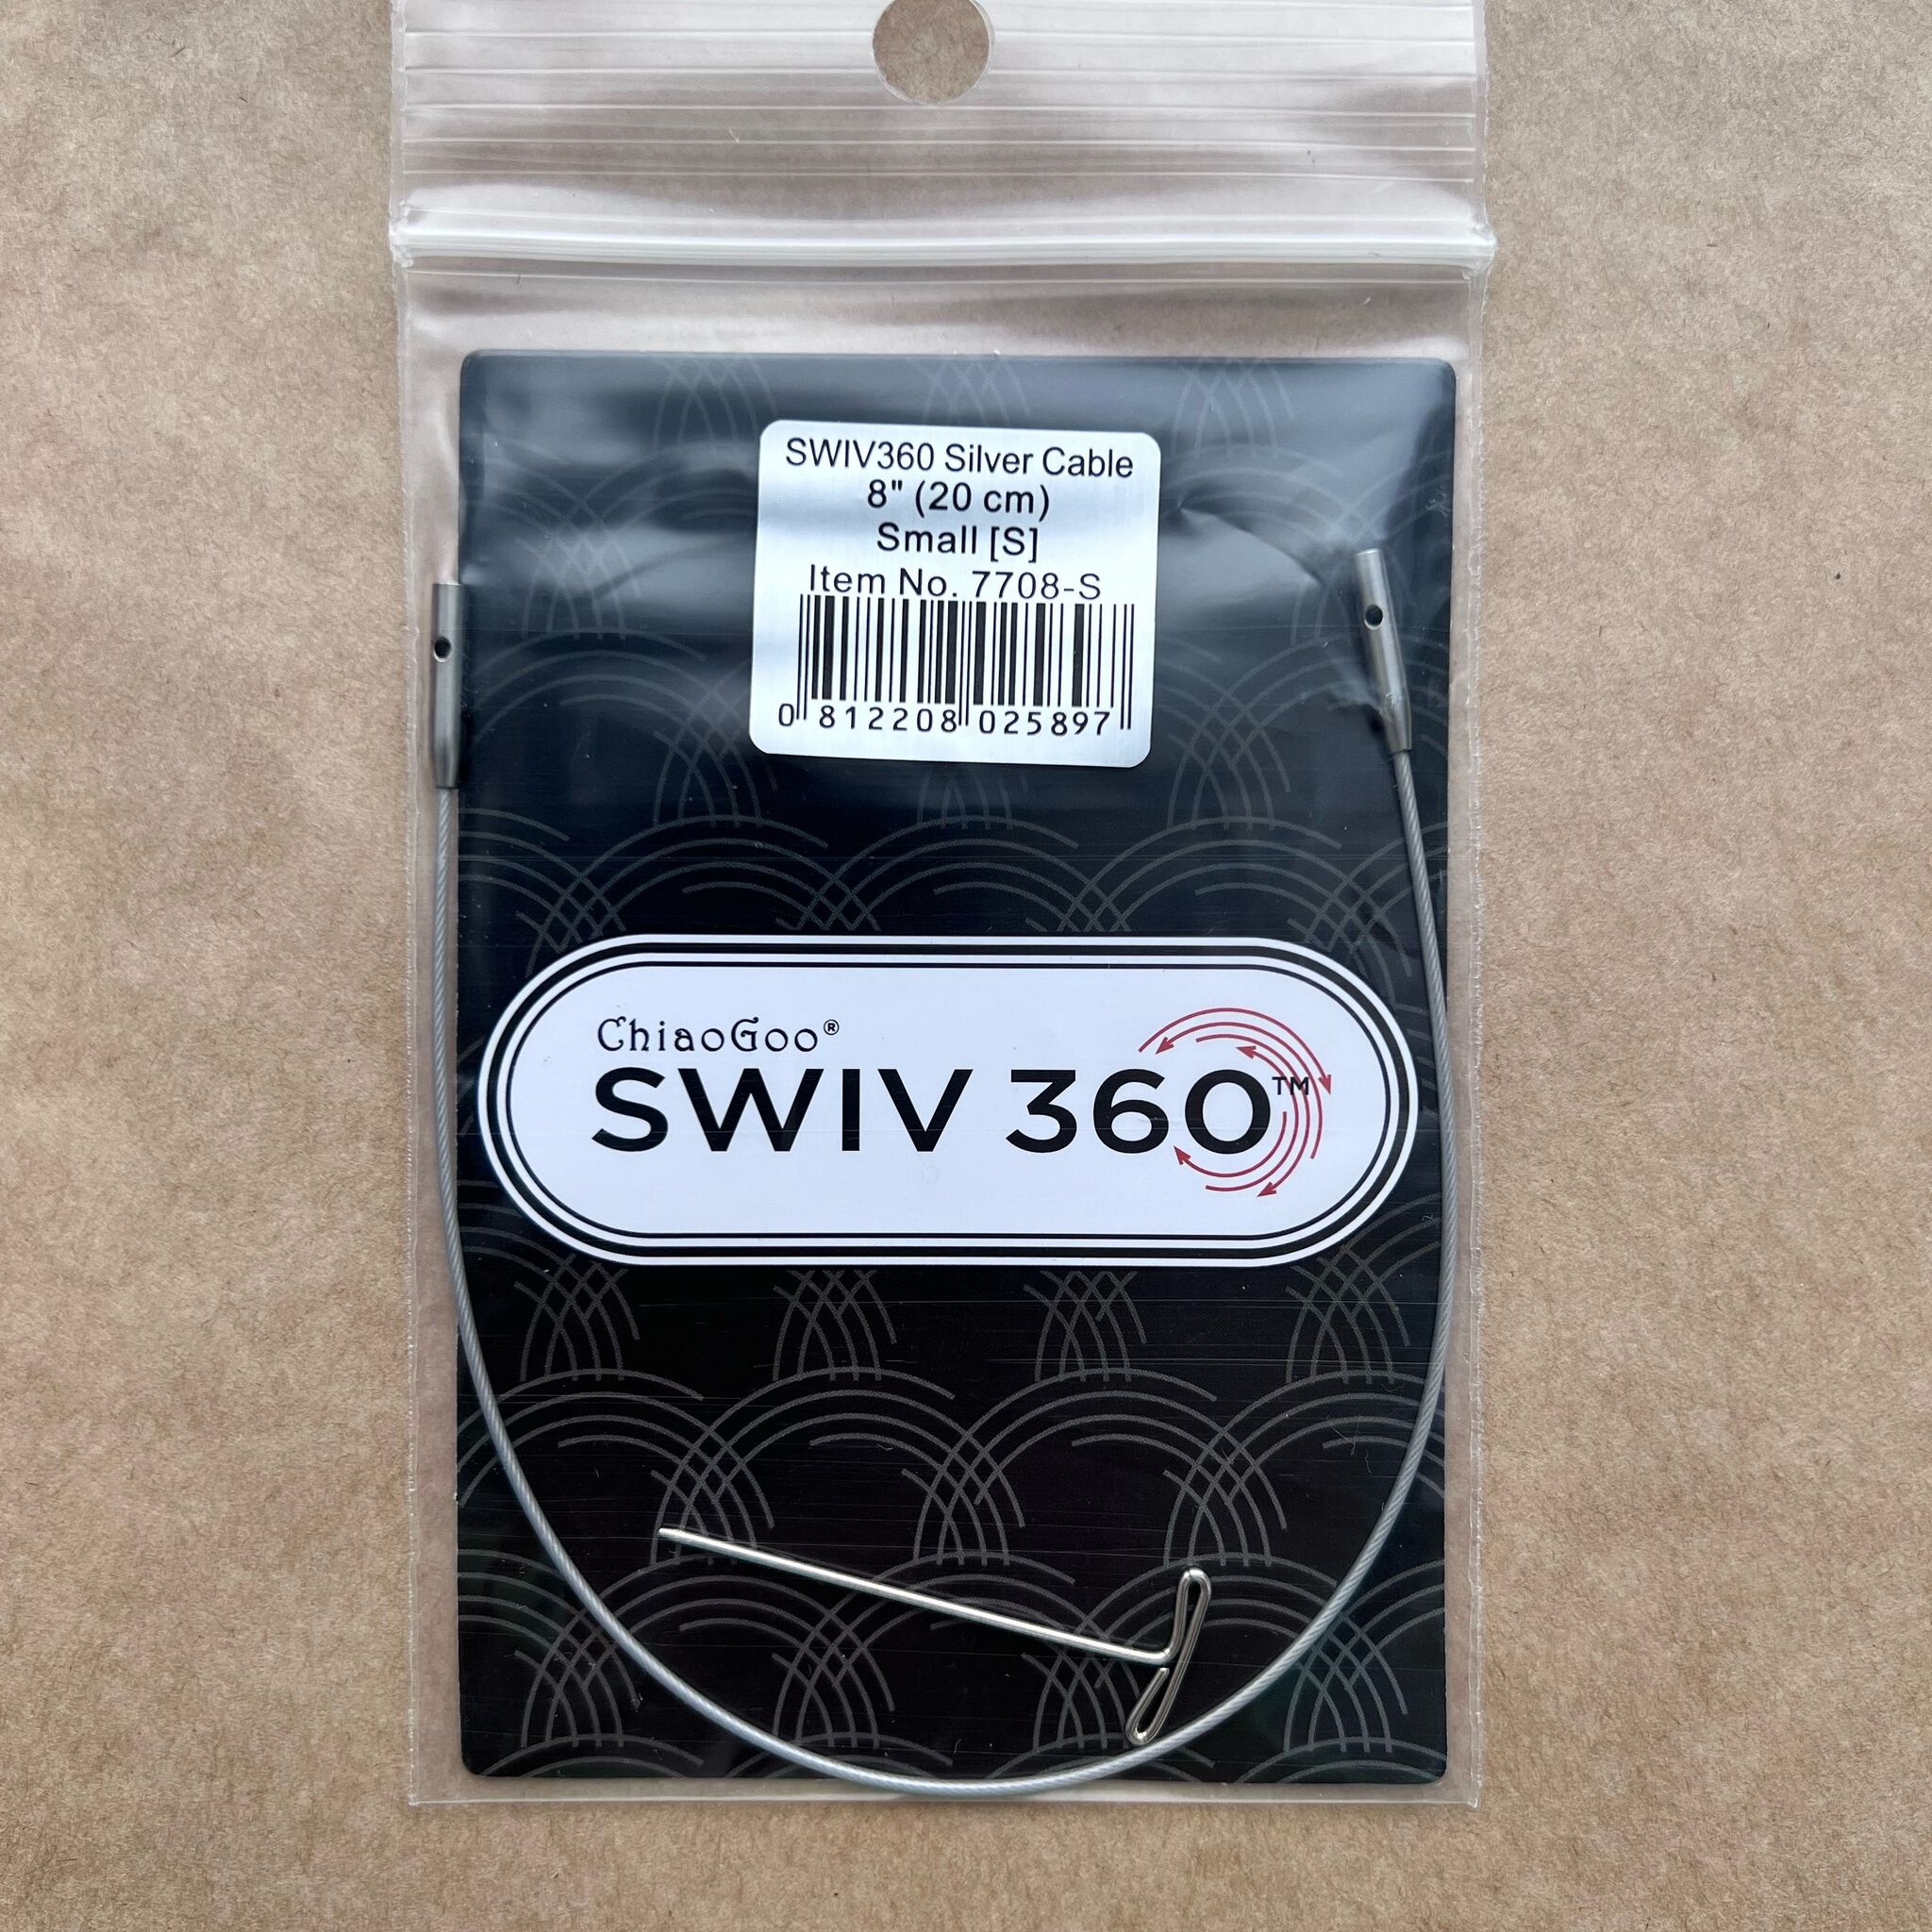 SWIV360 Silver Cable
8" (20 cm)
Small [S]
Item No. 7708-S
0 812208 025897
ChiaoGoo®
SWIV 360™